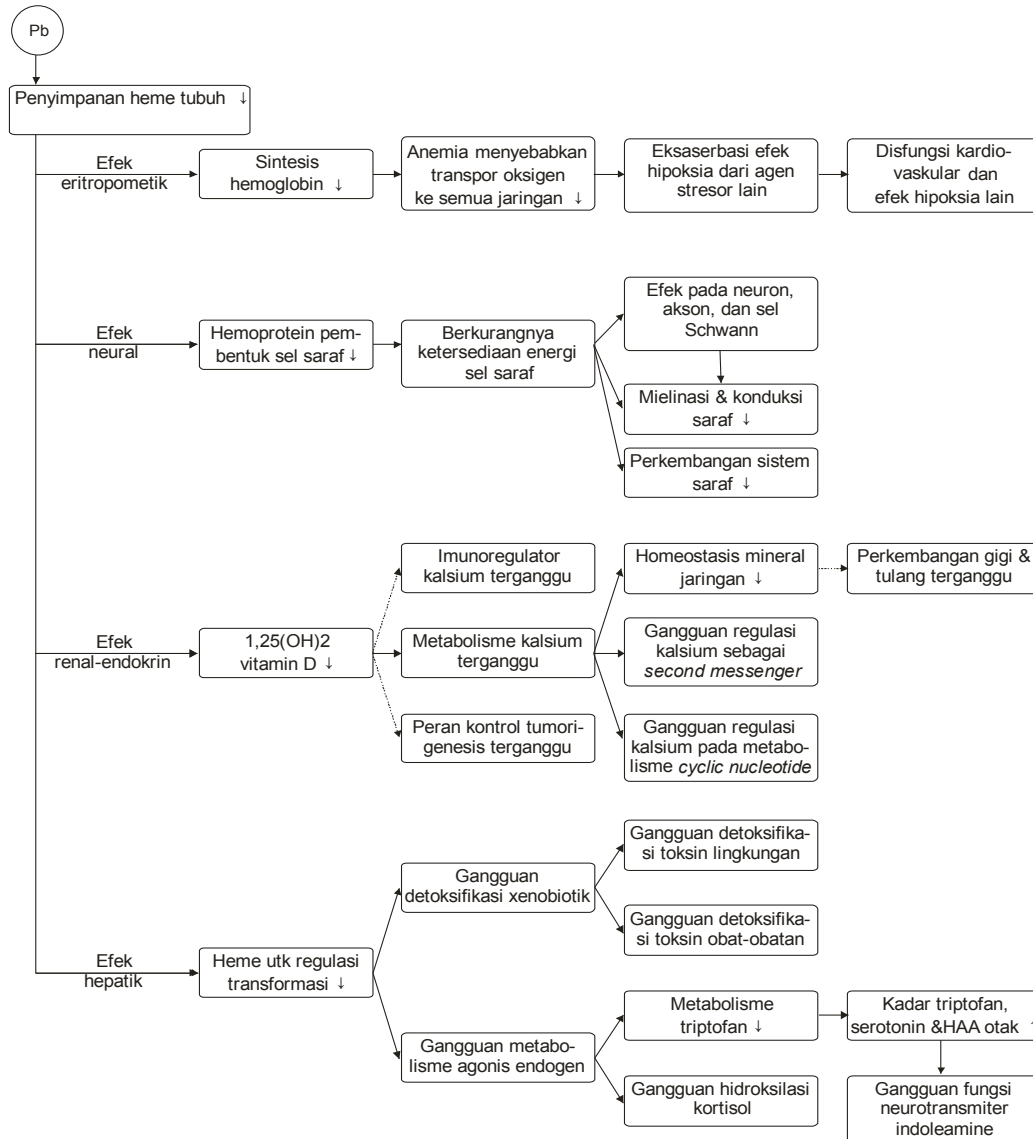 Pb
Penyimpanan heme tubuh ↓
Efek
eritropometik
Sintesis
hemoglobin ↓
Anemia menyebabkan
transpor oksigen
ke semua jaringan ↓
Eksaserbasi efek
hipoksia dari agen
stresor lain
Disfungsi kardio-
vaskular dan
efek hipoksia lain
Efek
neural
Hemoprotein pem-
bentuk sel saraf ↓
Berkurangnya
ketersediaan energi
sel saraf
Efek pada neuron,
akson, dan sel
Schwann
Mielinasi & konduksi
saraf ↓
Perkembangan sistem
saraf ↓
Efek
renal-endokrin
1,25(OH)2
vitamin D ↓
Imunoregulator
kalsium terganggu
Metabolisme kalsium
terganggu
Peran kontrol tumori-
genesis terganggu
Homeostasis mineral
jaringan ↓
Perkembangan gigi &
tulang terganggu
Gangguan regulasi
kalsium sebagai
second messenger
Gangguan regulasi
kalsium pada metabo-
lisme cyclic nucleotide
Efek
hepatik
Heme utk regulasi
transformasi ↓
Gangguan
detoksifikasi xenobiotik
Gangguan detoksifika-
si toksin lingkungan
Gangguan detoksifika-
si toksin obat-obatan
Gangguan metabo-
lisme agonis endogen
Metabolisme
triptofan ↓
Kadar triptofan,
serotonin &HAA otak ↑
Gangguan hidroksilasi
kortisol
Gangguan fungsi
neurotransmiter
indoleamine